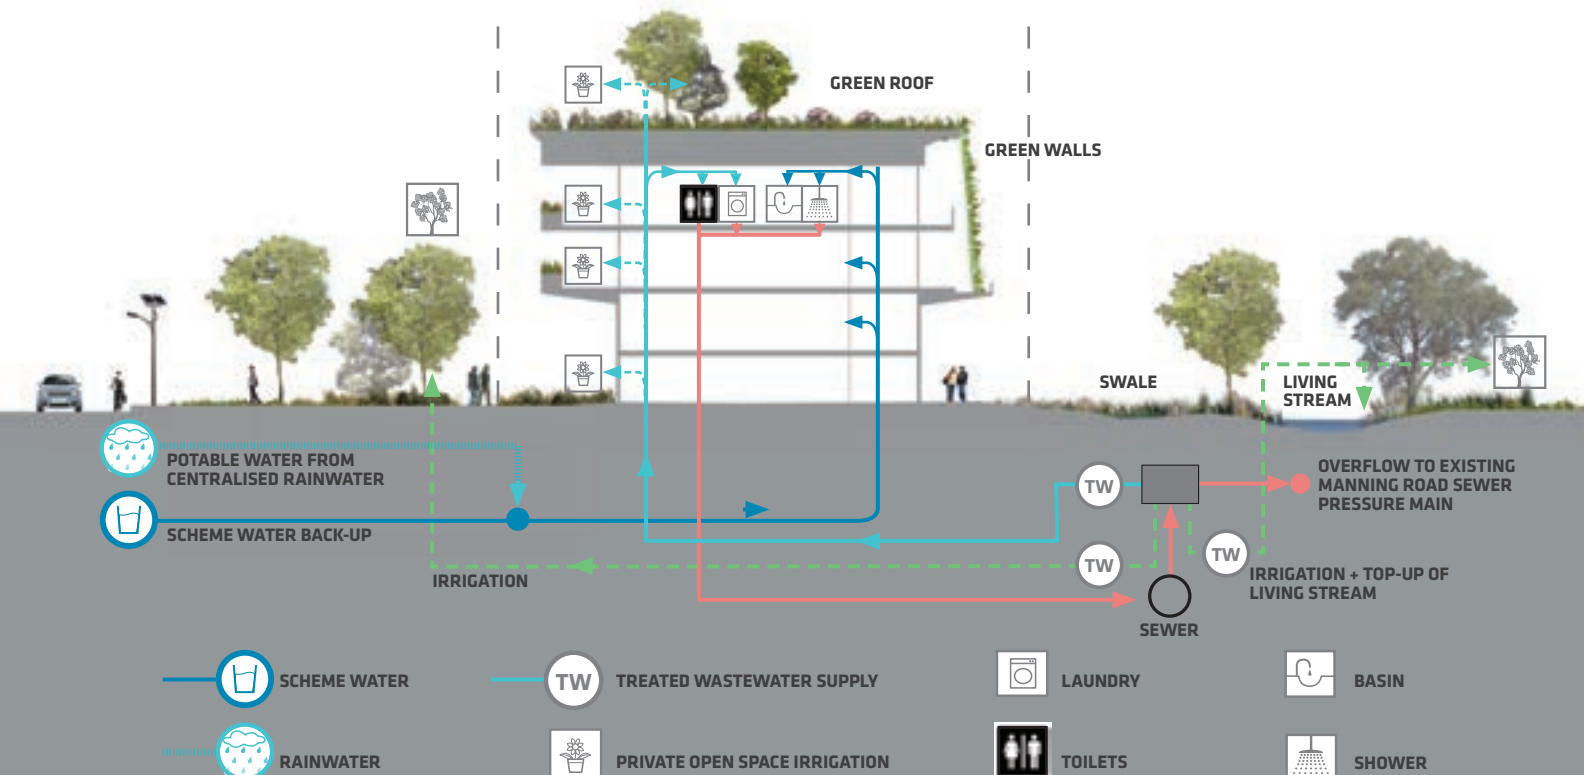 GREEN ROOF
GREEN WALLS
SWALE
LIVING
STREAM
POTABLE WATER FROM
CENTRALISED RAINWATER
SCHEME WATER BACK-UP
IRRIGATION
TW
TW
TW
OVERFLOW TO EXISTING
MANNING ROAD SEWER
PRESSURE MAIN
IRRIGATION + TOP-UP OF
LIVING STREAM
SEWER
SCHEME WATER
TW
TREATED WASTEWATER SUPPLY
LAUNDRY
BASIN
RAINWATER
PRIVATE OPEN SPACE IRRIGATION
TOILETS
SHOWER